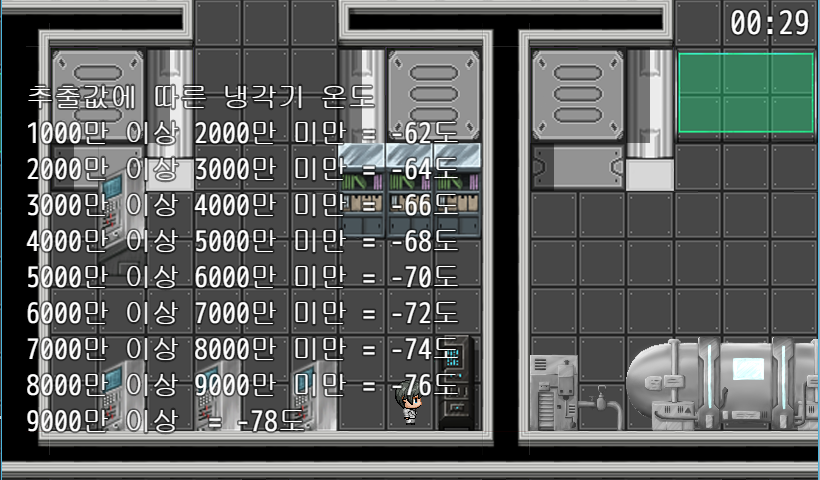 00:29
추출값에 따른 냉각기 온도
1000만 이상 2000만 미만 = -62도
2000만 이상 3000만 미만 = -64도
3000만 이상 4000만 미만 = -66도
4000만 이상 5000만 미만 = -68도
5000만 이상 6000만 미만 = -70도
6000만 이상 7000만 미만 = -72도
7000만 이상 8000만 미만 = -74도
8000만 이상 9000만 미만 = -76도
9000만 이상 = -78도